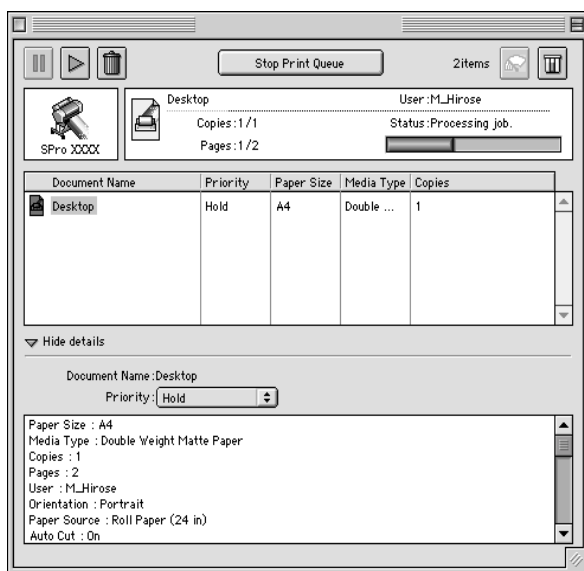 Stop Print Queue
2items
SPro XXXX
Desktop
User:M_Hirose
Copies:1/1
Status:Processing job.
Pages:1/2
Document Name Priority Paper Size Media Type Copies
Desktop Hold A4 Double ... 1
Hide details
Document Name:Desktop
Priority: Hold
Paper Size : A4
Media Type : Double Weight Matte Paper
Copies : 1
Pages : 2
User : M_Hirose
Orientation : Portrait
Paper Source : Roll Paper (24 in)
Auto Cut : On